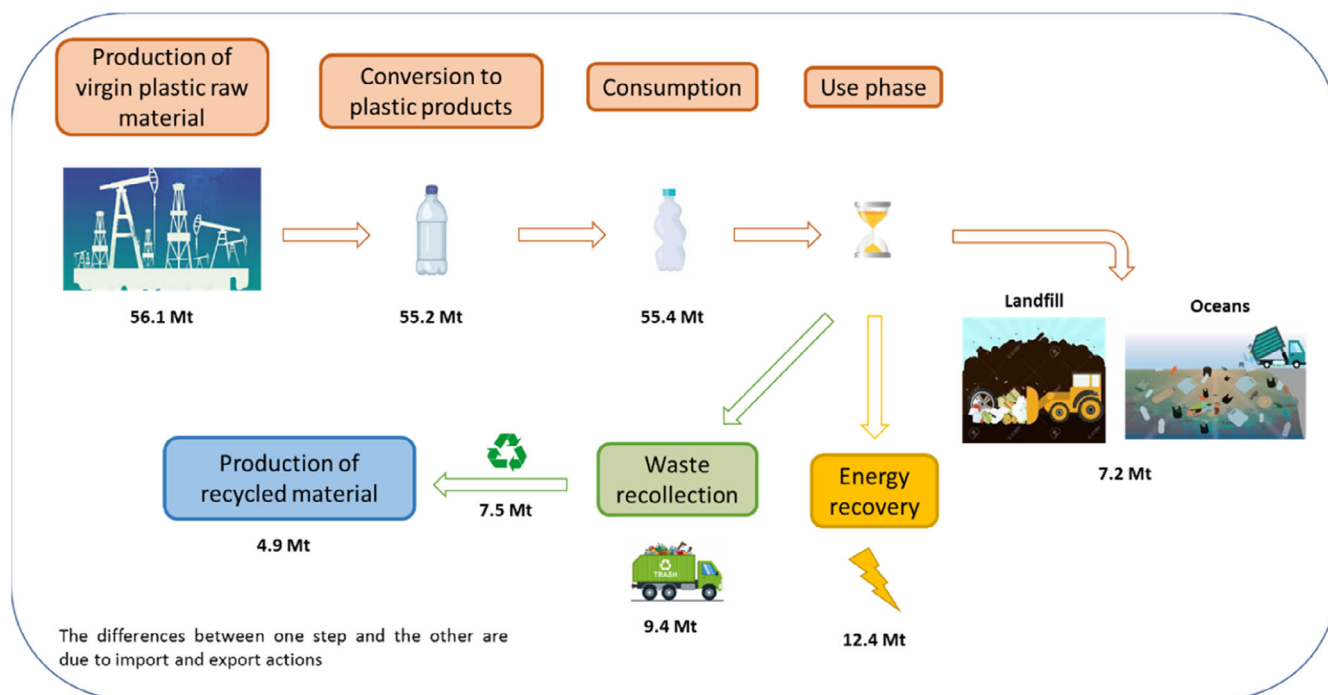 Production of
virgin plastic raw
material
Conversion to
plastic products
Consumption
Use phase
56.1 Mt
55.2 Mt
55.4 Mt
Landfill
Oceans
7.2 Mt
Production of
recycled material
4.9 Mt
7.5 Mt
Waste
recollection
TRASH
9.4 Mt
Energy
recovery
12.4 Mt
The differences between one step and the other are
due to import and export actions